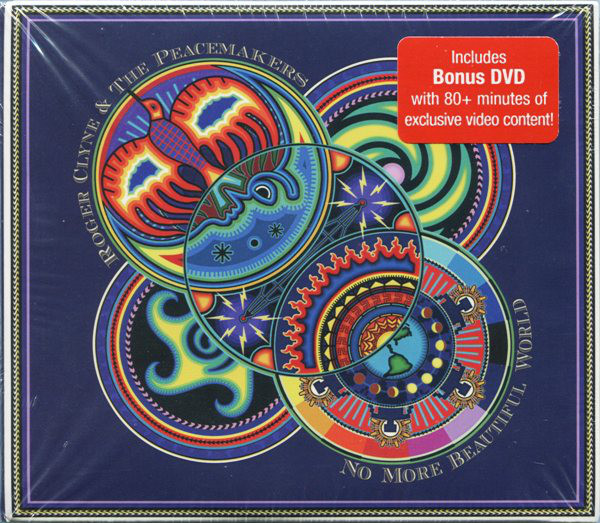 ROGER CLYNE & THE PEACEMAKERS
Includes
Bonus DVD
with 80+ minutes of
exclusive video content!
NO MORE BEAUTIFUL WORLD